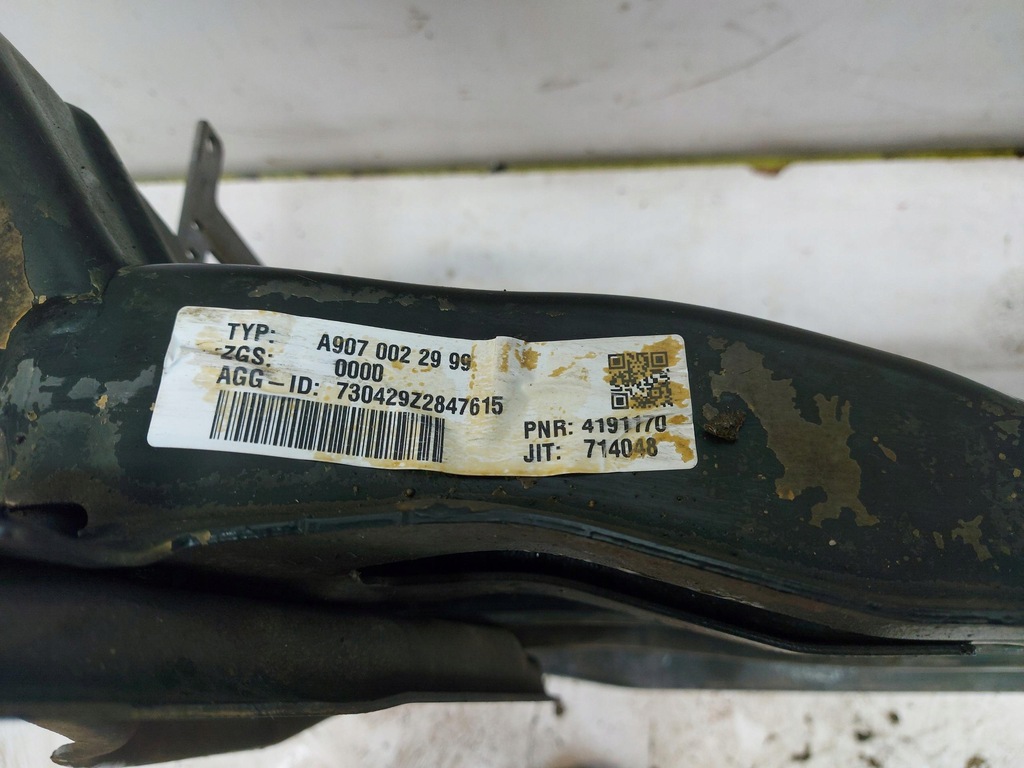 TYP: A907 002 29 99
ZGS: 0000
AGG-ID: 730429Z2847615
PNR: 4191170
JIT: 714048